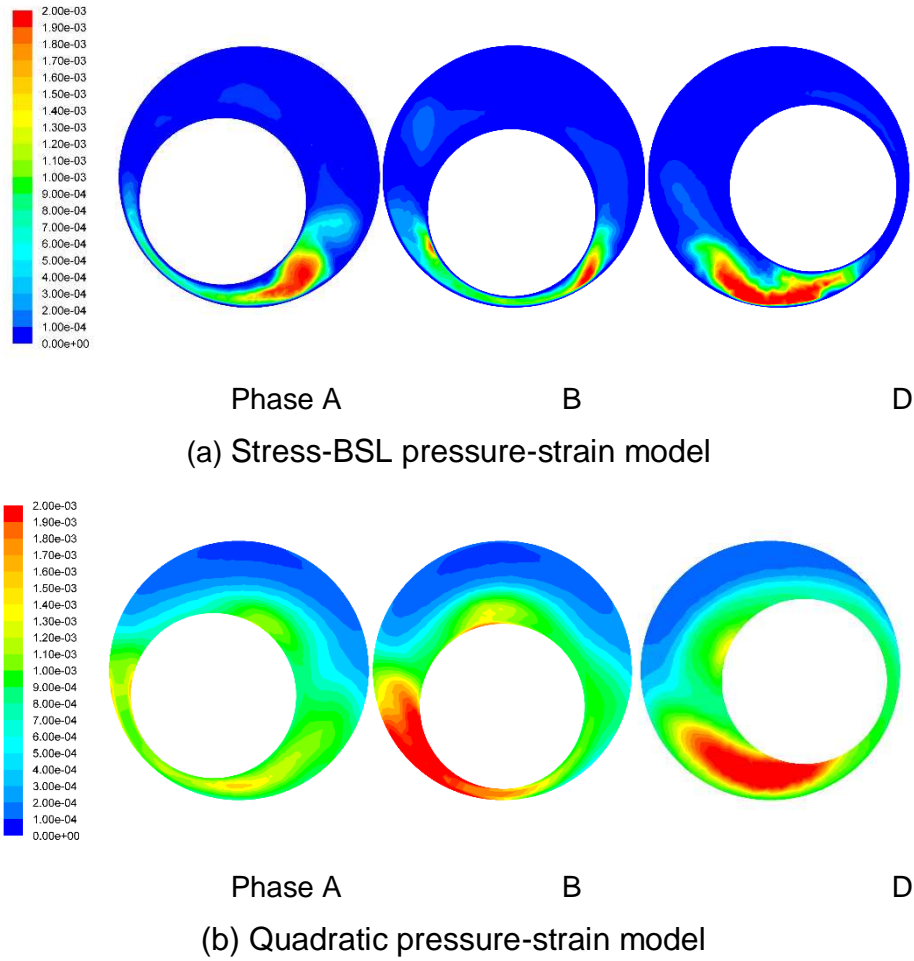 2.00e-03
1.90e-03
1.80e-03
1.70e-03
1.60e-03
1.50e-03
1.40e-03
1.30e-03
1.20e-03
1.10e-03
1.00e-03
9.00e-04
8.00e-04
7.00e-04
6.00e-04
5.00e-04
4.00e-04
3.00e-04
2.00e-04
1.00e-04
0.00e+00
Phase A B D
(a) Stress-BSL pressure-strain model
2.00e-03
1.90e-03
1.80e-03
1.70e-03
1.60e-03
1.50e-03
1.40e-03
1.30e-03
1.20e-03
1.10e-03
1.00e-03
9.00e-04
8.00e-04
7.00e-04
6.00e-04
5.00e-04
4.00e-04
3.00e-04
2.00e-04
1.00e-04
0.00e+00
Phase A B D
(b) Quadratic pressure-strain model